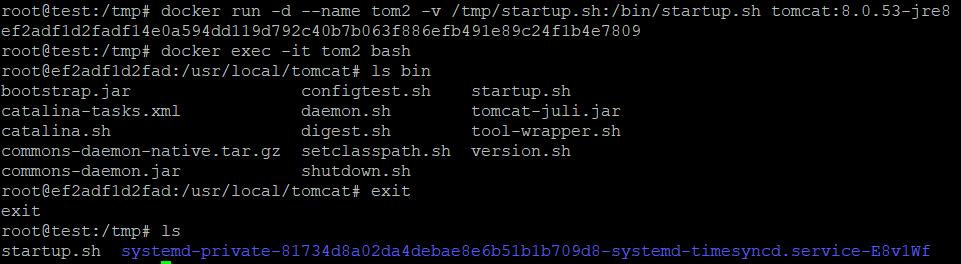 root@test:/tmp# docker run -d --name tom2 -v /tmp/startup.sh:/bin/startup.sh tomcat:8.0.53-jre8
ef2adf1d2fadf14e0a594dd119d792c40b7b063f886efb491e89c24f1b4e7809
root@test:/tmp# docker exec -it tom2 bash
root@ef2adf1d2fad:/usr/local/tomcat# ls bin
bootstrap.jar configtest.sh startup.sh
catalina-tasks.xml daemon.sh tomcat-juli.jar
catalina.sh digest.sh tool-wrapper.sh
commons-daemon-native.tar.gz setclasspath.sh version.sh
commons-daemon.jar shutdown.sh
root@ef2adf1d2fad:/usr/local/tomcat# exit
exit
root@test:/tmp# ls
startup.sh systemd-private-81734d8a02da4debae8e6b51b1b709d8-systemd-timesyncd.service-E8v1Wf